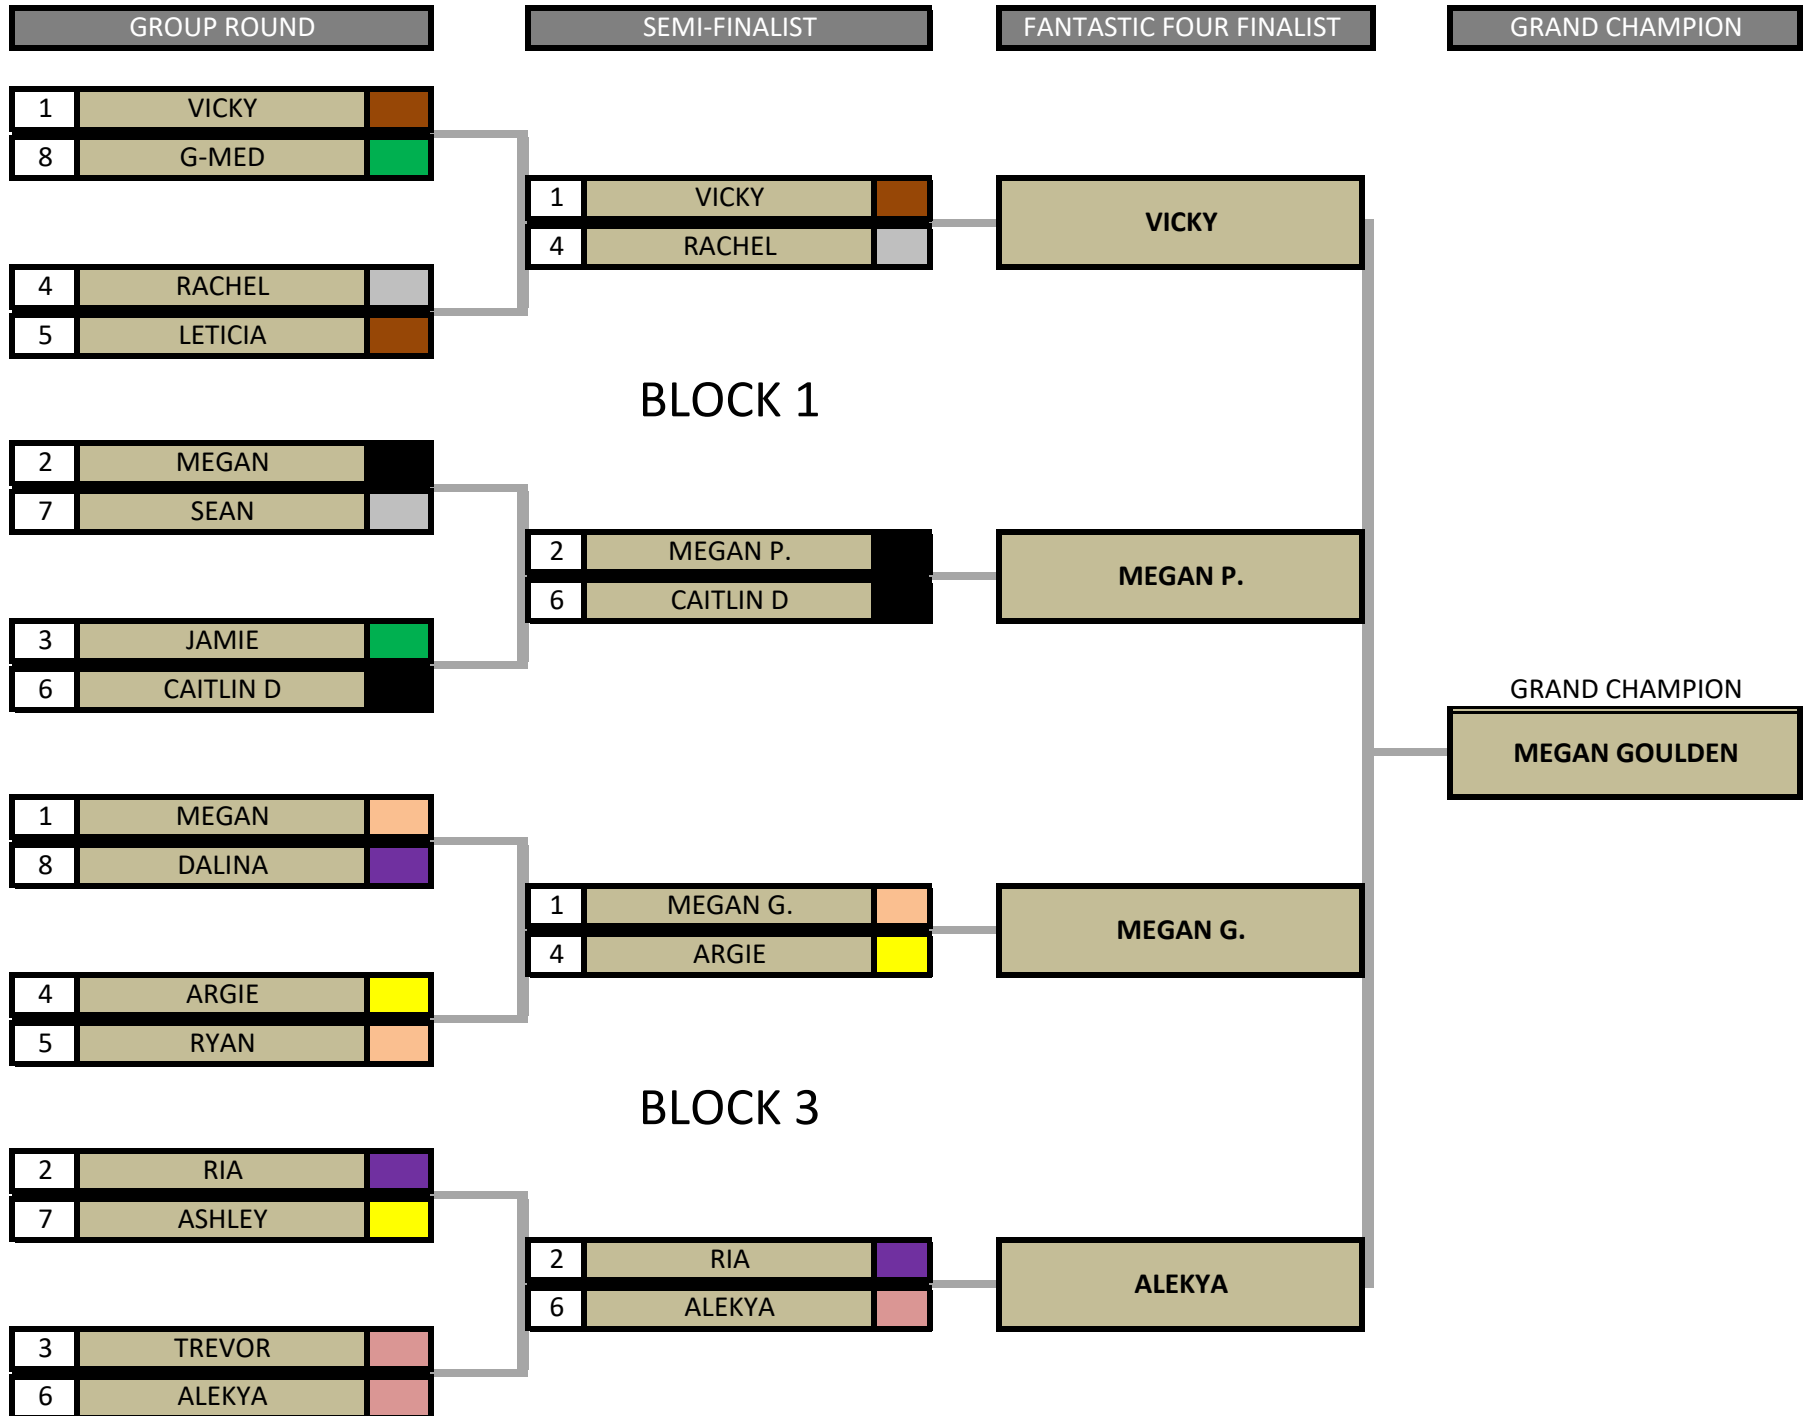 GROUP ROUND
SEMI-FINALIST
FANTASTIC FOUR FINALIST
GRAND CHAMPION
1 VICKY
8 G-MED
4 RACHEL
5 LETICIA
1 VICKY
4 RACHEL
VICKY
BLOCK 1
2 MEGAN
7 SEAN
3 JAMIE
6 CAITLIN D
2 MEGAN P.
6 CAITLIN D
MEGAN P.
GRAND CHAMPION
MEGAN GOULDEN
1 MEGAN
8 DALINA
4 ARGIE
5 RYAN
1 MEGAN G.
4 ARGIE
MEGAN G.
BLOCK 3
2 RIA
7 ASHLEY
3 TREVOR
6 ALEKYA
2 RIA
6 ALEKYA
ALEKYA